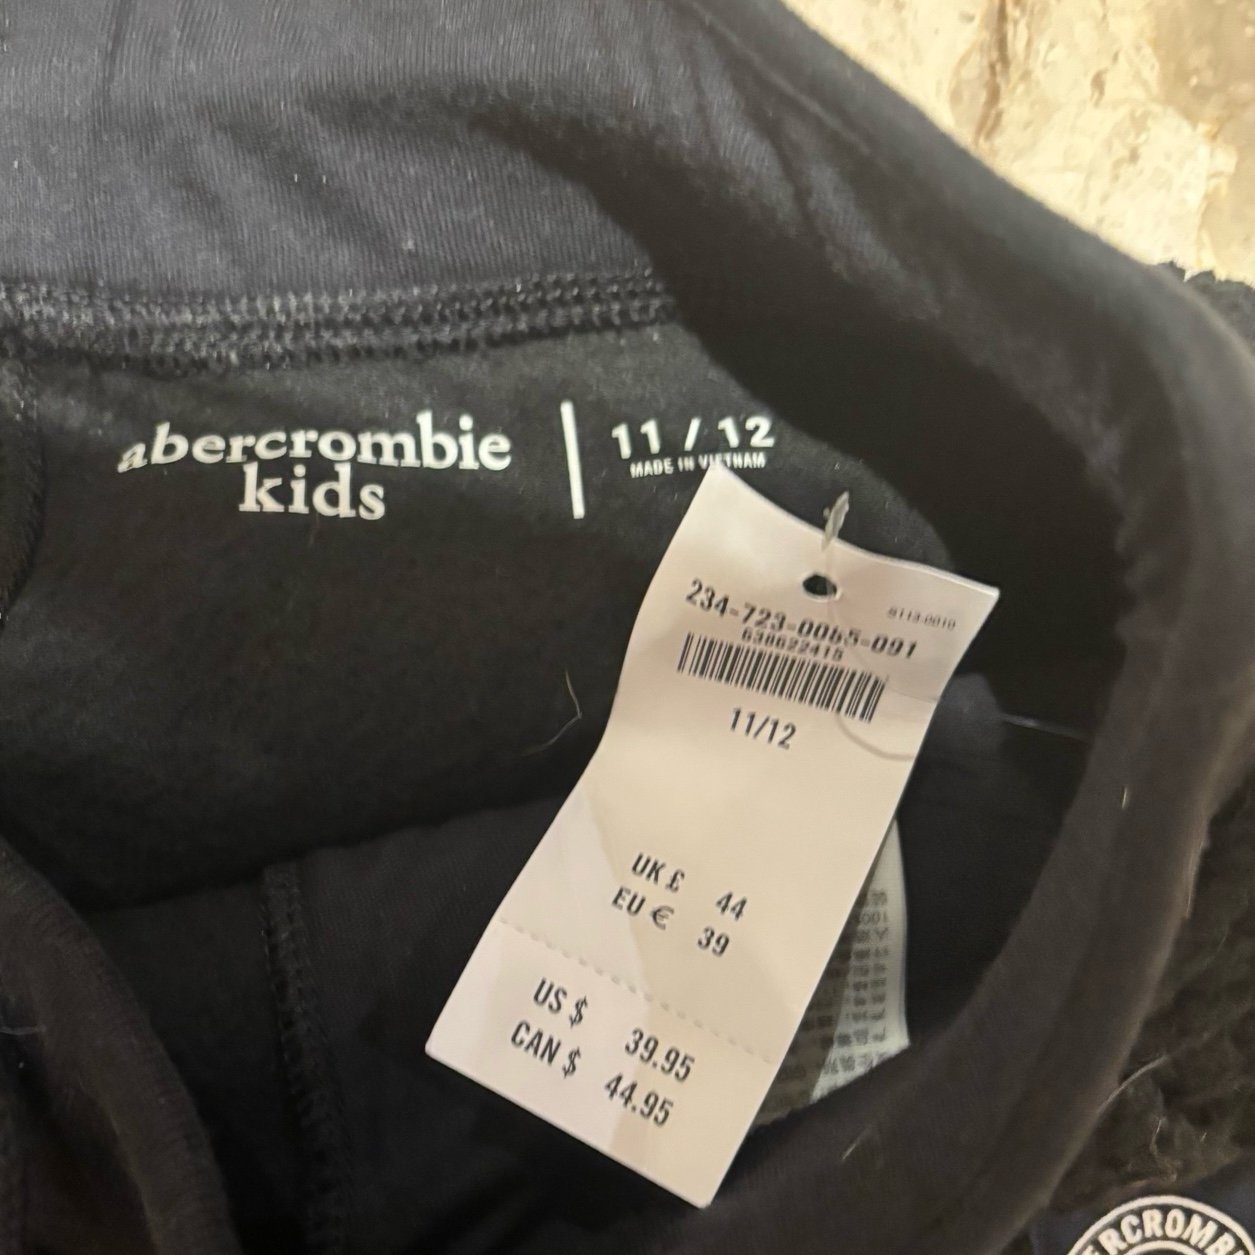 abercrombie
kids
11 / 12
MADE IN VIETNAM
234-723-0065-091
638622415
11/12
UK £ 44
EU € 39
US $ 39.95
CAN $ 44.95